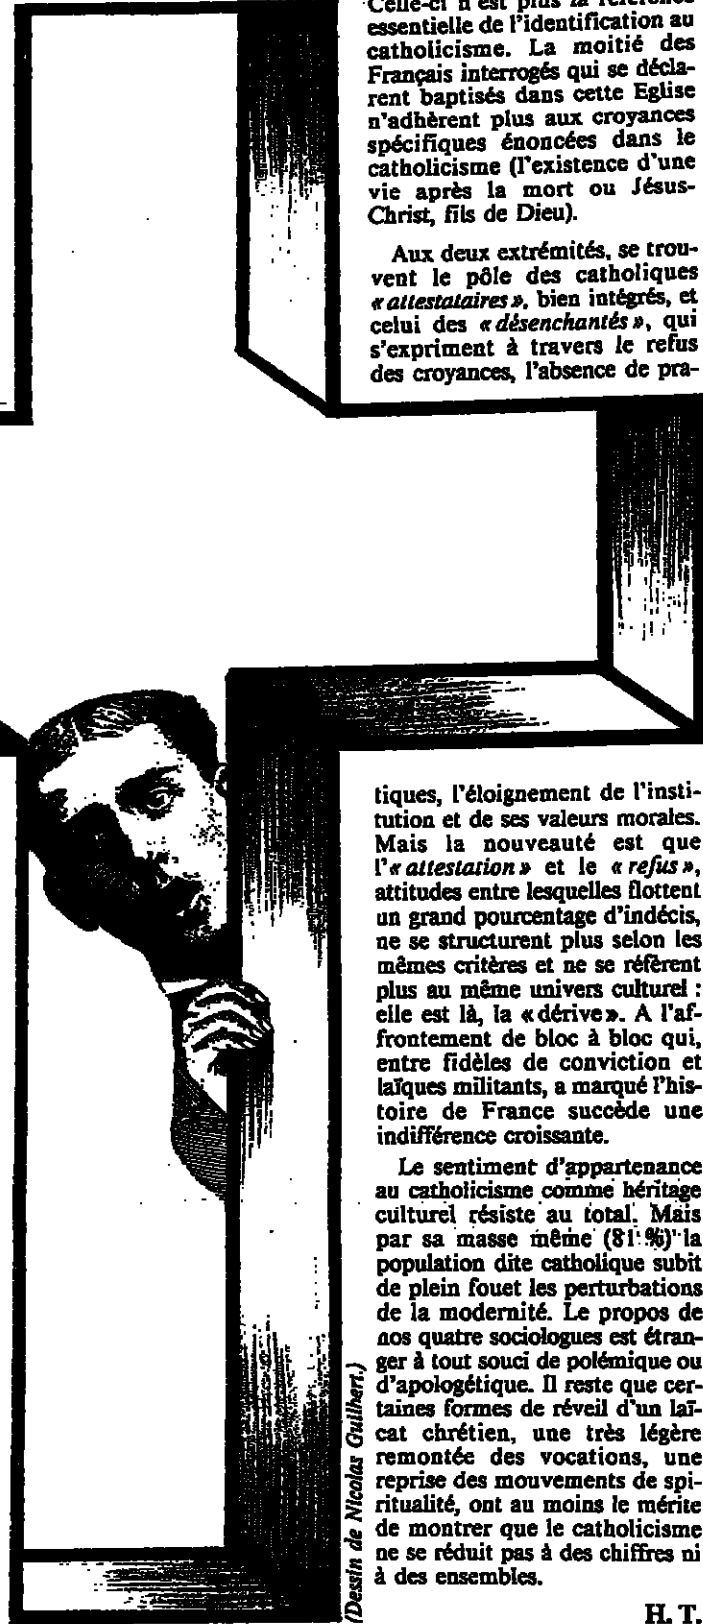 Celle-ci n'est plus la référence
essentielle de l'identification au
catholicisme. La moitié des
Français interrogés qui se décla-
rent baptisés dans cette Eglise
n'adhèrent plus aux croyances
spécifiques énoncées dans le
catholicisme (l'existence d'une
vie après la mort ou Jésus-
Christ, fils de Dieu).
Aux deux extrémités, se trou-
vent le pôle des catholiques
«attestataires», bien intégrés, et
celui des «désenchantés», qui
s'expriment à travers le refus
des croyances, l'absence de pra-
tiques, l'éloignement de l'insti-
tution et de ses valeurs morales.
Mais la nouveauté est que
l'«attestation» et le «refus»,
attitudes entre lesquelles flottent
un grand pourcentage d'indécis,
ne se structurent plus selon les
mêmes critères et ne se réfèrent
plus au même univers culturel :
elle est là, la «dérive». A l'af-
frontement de bloc à bloc qui,
entre fidèles de conviction et
laïques militants, a marqué l'his-
toire de France succède une
indifférence croissante.
Le sentiment d'appartenance
au catholicisme comme héritage
culturel résiste au total. Mais
par sa masse même (81 %) la
population dite catholique subit
de plein fouet les perturbations
de la modernité. Le propos de
nos quatre sociologues est étran-
ger à tout souci de polémique ou
d'apologétique. Il reste que cer-
taines formes de réveil d'un laï-
cat chrétien, une très légère
remontée des vocations, une
reprise des mouvements de spi-
ritualité, ont au moins le mérite
de montrer que le catholicisme
ne se réduit pas à des chiffres ni
à des ensembles.
H. T.
(Dessin de Nicolas Guilbert.)